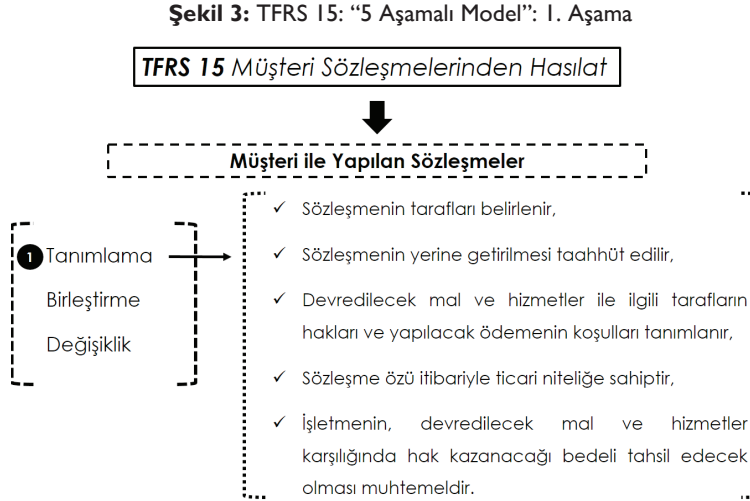 Şekil 3: TFRS 15: “5 Aşamalı Model”: 1. Aşama
TFRS 15 Müşteri Sözleşmelerinden Hasılat
Müşteri ile Yapılan Sözleşmeler
1 Tanımlama
Birleştirme
Değişiklik
✓ Sözleşmenin tarafları belirlenir,
✓ Sözleşmenin yerine getirilmesi taahhüt edilir,
✓ Devredilecek mal ve hizmetler ile ilgili tarafların
hakları ve yapılacak ödemenin koşulları tanımlanır,
✓ Sözleşme özü itibariyle ticari niteliğe sahiptir,
✓ İşletmenin, devredilecek mal ve hizmetler
karşılığında hak kazanacağı bedeli tahsil edecek
olması muhtemeldir.